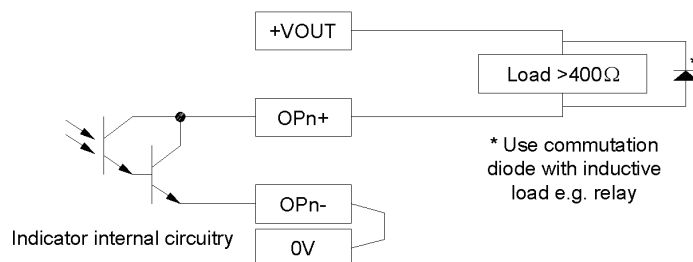 +VOUT
Load >400Ω
*
OPn+
* Use commutation
diode with inductive
load e.g. relay
OPn-
Indicator internal circuitry
0V